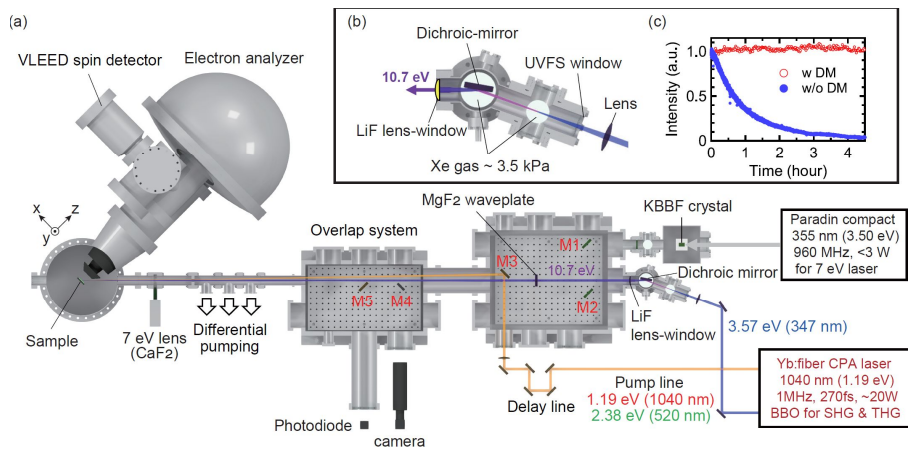 (a)
VLEED spin detector
Electron analyzer
x
z
y
Sample
7 eV lens
(CaF2)
Differential
pumping
Overlap system
M5
M4
Photodiode
camera
MgF2 waveplate
M3
M1
M2
10.7 eV
KBBF crystal
Dichroic mirror
LiF
lens-window
3.57 eV (347 nm)
Pump line
1.19 eV (1040 nm)
2.38 eV (520 nm)
Delay line
Paradin compact
355 nm (3.50 eV)
960 MHz, <3 W
for 7 eV laser
Yb:fiber CPA laser
1040 nm (1.19 eV)
1MHz, 270fs, ~20W
BBO for SHG & THG
(b)
Dichroic-mirror
10.7 eV
UVFS window
Lens
LiF lens-window
Xe gas ~ 3.5 kPa
(c)
Intensity (a.u.)
1.0
0.5
0
w DM
w/o DM
0 1 2 3 4
Time (hour)